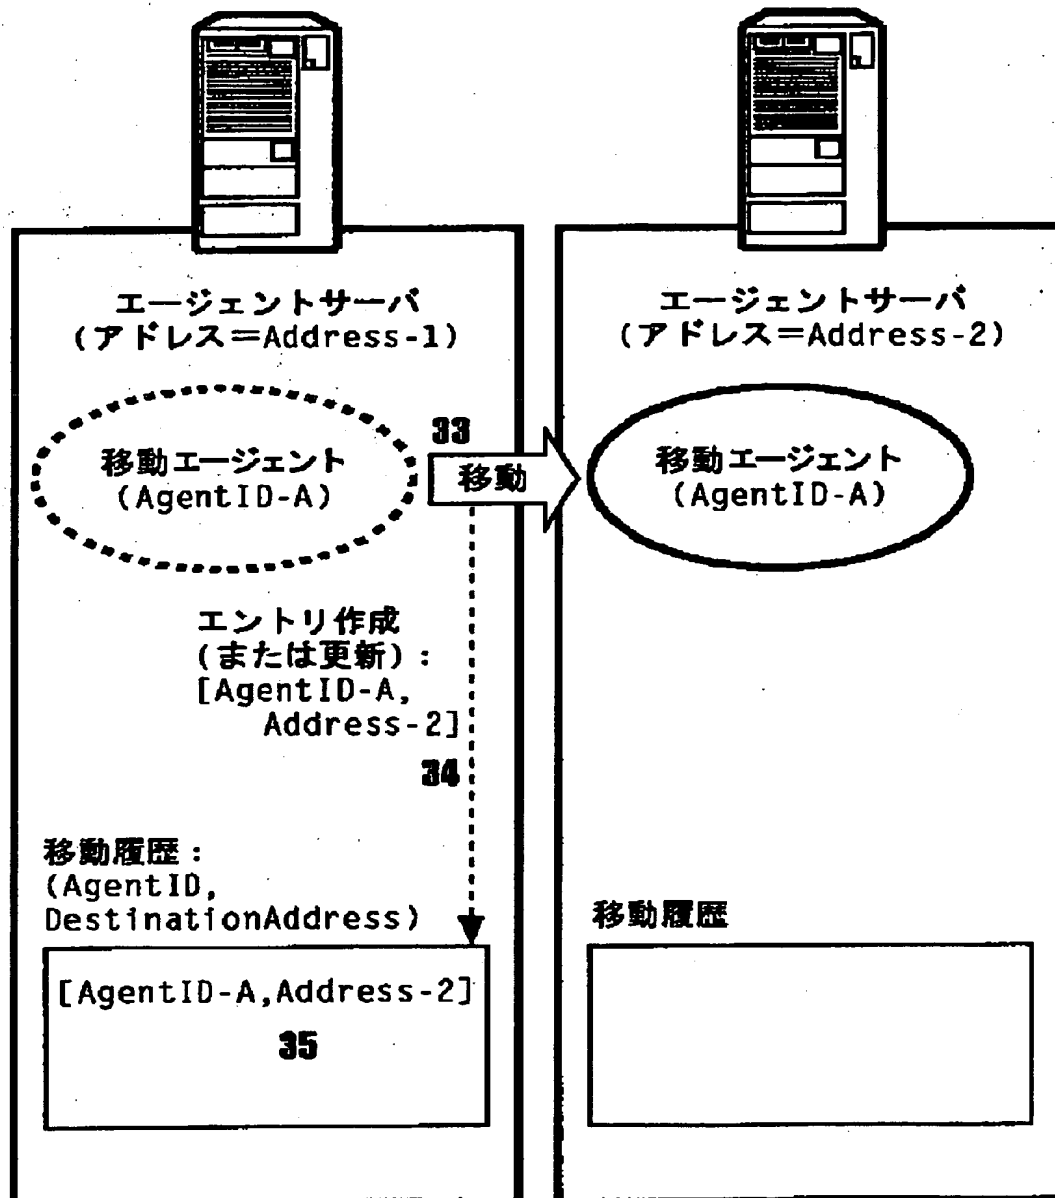 エージェントサーバ
(アドレス＝Address-1)
移動エージェント
(AgentID-A)
33
移動
エントリ作成
(または更新)：
[AgentID-A,
Address-2]
34
移動履歴：
(AgentID,
DestinationAddress)
[AgentID-A,Address-2]
35
エージェントサーバ
(アドレス＝Address-2)
移動エージェント
(AgentID-A)
移動履歴